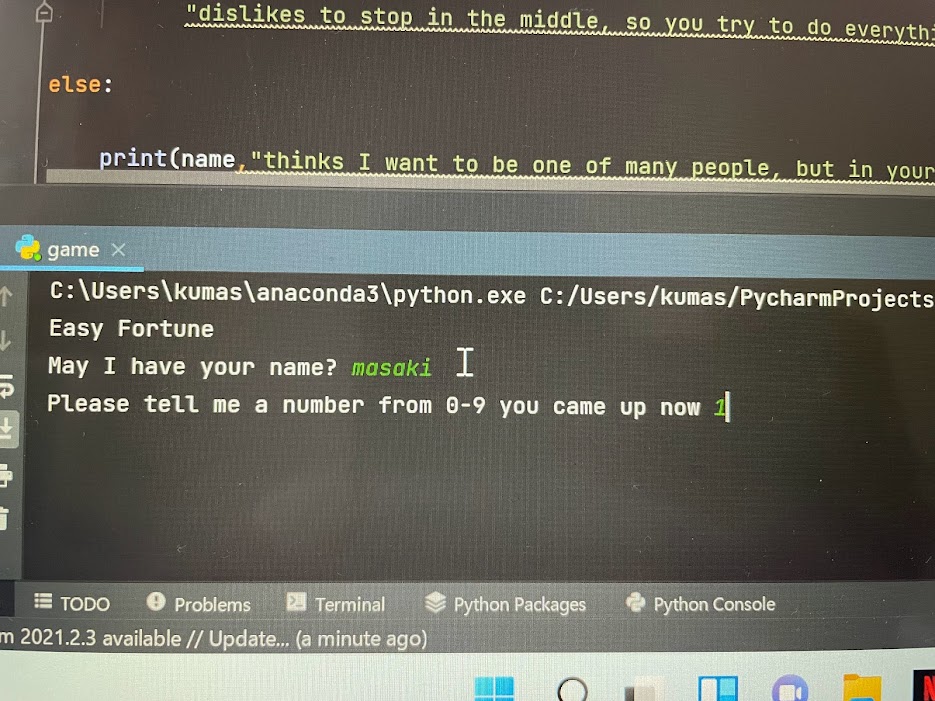 "dislikes to stop in the middle, so you try to do everythi
else:
print(name,"thinks I want to be one of many people, but in your
game
C:\Users\kumas\anaconda3\python.exe C:/Users/kumas/PycharmProjects
Easy Fortune
May I have your name? masaki
Please tell me a number from 0-9 you came up now 1
TODO Problems Terminal Python Packages Python Console
m 2021.2.3 available // Update... (a minute ago)
N